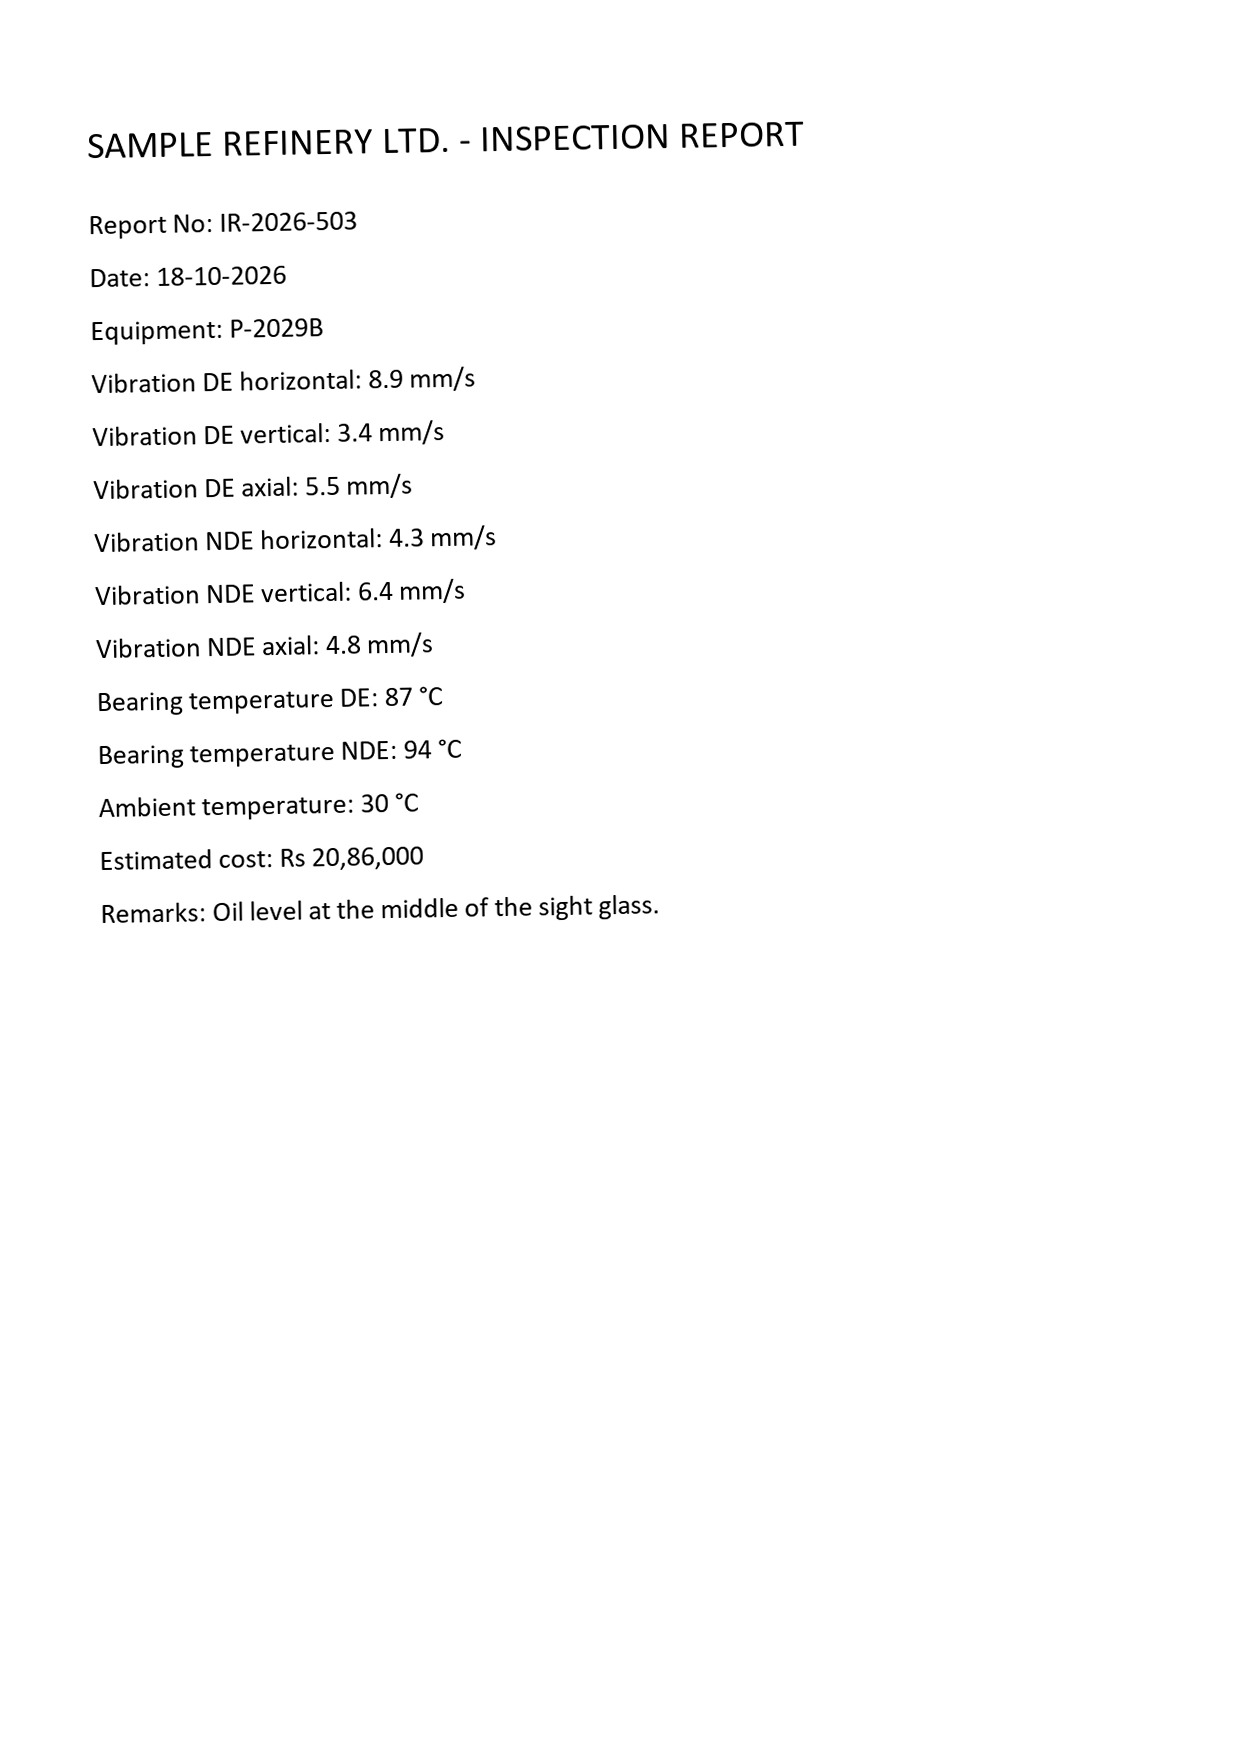 SAMPLE REFINERY LTD. - INSPECTION REPORT
Report No: IR-2026-503
Date: 18-10-2026
Equipment: P-2029B
Vibration DE horizontal: 8.9 mm/s
Vibration DE vertical: 3.4 mm/s
Vibration DE axial: 5.5 mm/s
Vibration NDE horizontal: 4.3 mm/s
Vibration NDE vertical: 6.4 mm/s
Vibration NDE axial: 4.8 mm/s
Bearing temperature DE: 87 °C
Bearing temperature NDE: 94 °C
Ambient temperature: 30 °C
Estimated cost: Rs 20,86,000
Remarks: Oil level at the middle of the sight glass.